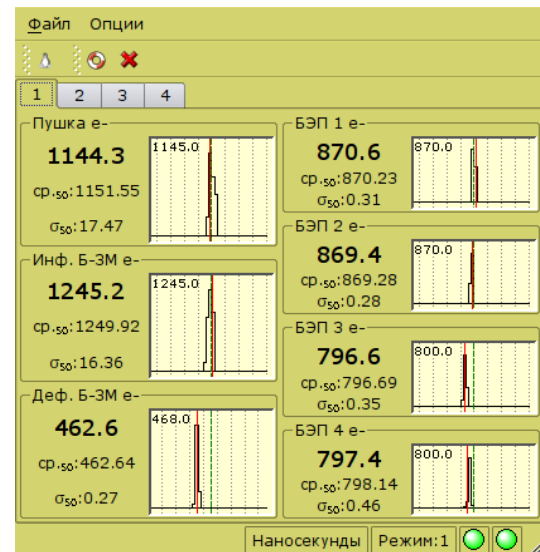 Файл Опции
1 2 3 4
Пушка e-
1144.3
ср.50:1151.55
σ50:17.47
1145.0
Инф. Б-3М e-
1245.2
ср.50:1249.92
σ50:16.36
1245.0
Деф. Б-3М e-
462.6
ср.50:462.64
σ50:0.27
468.0
БЭП 1 e-
870.6
ср.50:870.23
σ50:0.31
870.0
БЭП 2 e-
869.4
ср.50:869.28
σ50:0.28
870.0
БЭП 3 e-
796.6
ср.50:796.69
σ50:0.35
800.0
БЭП 4 e-
797.4
ср.50:798.14
σ50:0.46
800.0
Наносекунды Режим:1